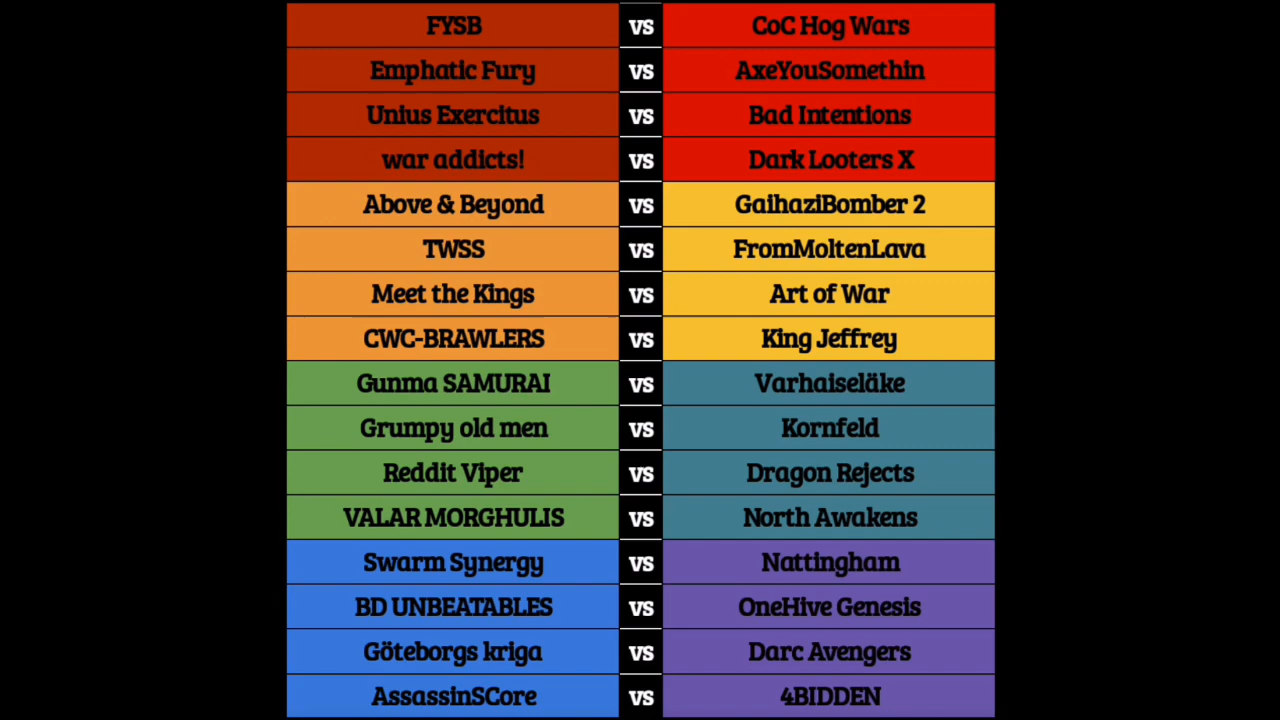 FYSB vs CoC Hog Wars
Emphatic Fury vs AxeYouSomethin
Unius Exercitus vs Bad Intentions
war addicts! vs Dark Looters X
Above & Beyond vs GaihaziBomber 2
TWSS vs FromMoltenLava
Meet the Kings vs Art of War
CWC-BRAWLERS vs King Jeffrey
Gunma SAMURAI vs Varhaiseläke
Grumpy old men vs Kornfeld
Reddit Viper vs Dragon Rejects
VALAR MORGHULIS vs North Awakens
Swarm Synergy vs Nattingham
BD UNBEATABLES vs OneHive Genesis
Göteborgs kriga vs Darc Avengers
AssassinSCore vs 4BIDDEN